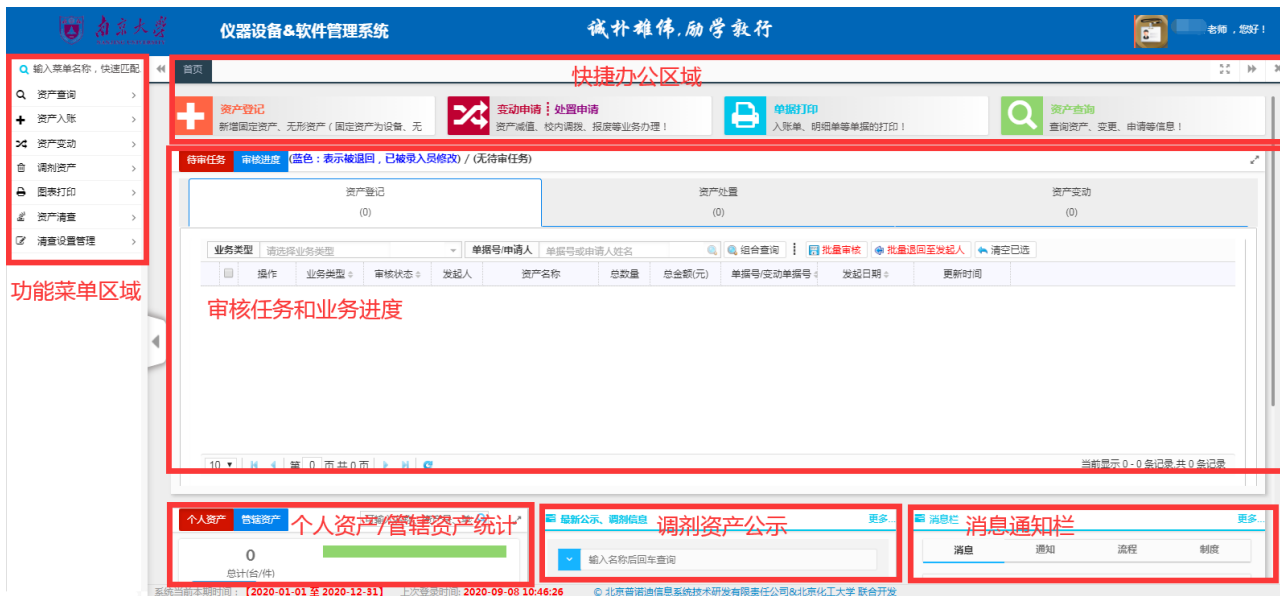 南京大学
仪器设备&软件管理系统
诚朴雄伟,励学敦行
老师，您好！
输入菜单名称，快速匹配
首页
快捷办公区域
资产查询
资产入账
资产变动
调剂资产
图表打印
资产清查
清查设置管理
功能菜单区域
资产登记
新增固定资产、无形资产（固定资产为设备、无
变动申请┋处置申请
资产减值、校内调拨、报废等业务办理！
单据打印
入账单、明细单等单据的打印！
资产查询
查询资产、变更、申请等信息！
待审任务 审核进度 (蓝色：表示被退回，已被录入员修改) / (无待审任务)
资产登记 资产处置 资产变动
(0) (0) (0)
业务类型 请选择业务类型 单据号/申请人 单据号或申请人姓名 组合查询 批量审核 批量退回至发起人 清空已选
操作 业务类型 审核状态 发起人 资产名称 总数量 总金额(元) 单据号/变动单据号 发起日期 更新时间
审核任务和业务进度
10 第 0 页共0页 当前显示 0 - 0 条记录,共 0 条记录
个人资产 管辖资产 个人资产/管辖资产统计
0
总计(台/件)
最新公示、调剂信息 调剂资产公示 更多...
输入名称后回车查询
消息栏 消息通知栏 更多...
消息 通知 流程 制度
系统当前本期时间：【2020-01-01 至 2020-12-31】 上次登录时间: 2020-09-08 10:46:26 © 北京普诺迪信息系统技术研发有限责任公司&北京化工大学 联合开发